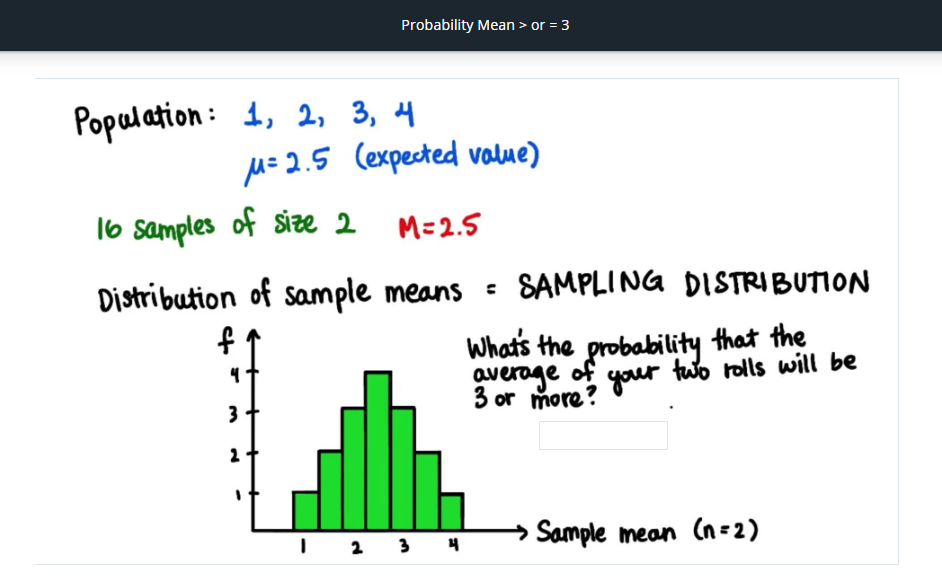 Probability Mean > or = 3
Population: 1, 2, 3, 4
μ= 2.5 (expected value)
16 samples of size 2 M=2.5
Distribution of sample means = SAMPLING DISTRIBUTION
f
4
3
2
1
What's the probability that the
average of your two rolls will be
3 or more?
1 2 3 4
Sample mean (n=2)